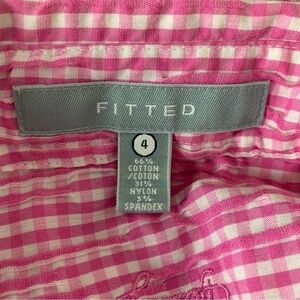 FITTED
4
66%
COTTON
/COTON
31%
NYLON
3%
SPANDEX